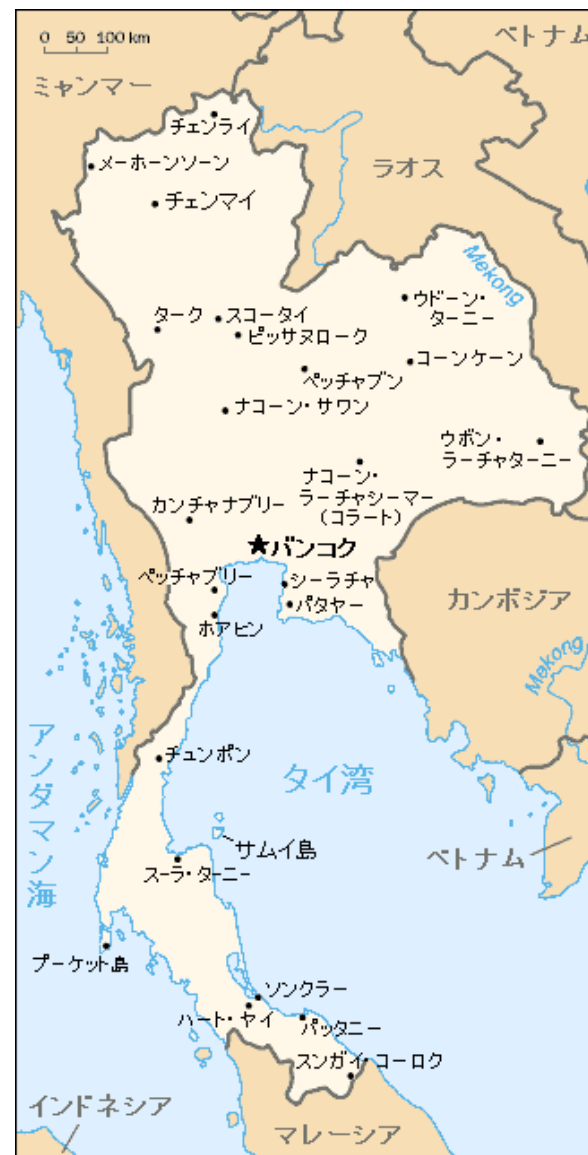 0 50 100 km
ベトナム
ミャンマー
チェンライ
メーホーンソーン
ラオス
チェンマイ
Mekong
ウドーン・
ターニー
ターク
スコータイ
ピッサヌローク
コーンケーン
ペッチャブン
ナコーン・サワン
ウボン・
ラーチャターニー
ナコーン・
ラーチャシーマー
(コラート)
カンチャナブリー
バンコク
ペッチャブリー
シーラチャ
パタヤー
カンボジア
ホアヒン
Mekong
アンダマン海
チュンポン
タイ湾
サムイ島
ベトナム
スーラ・ターニー
プーケット島
ソンクラー
ハート・ヤイ
パッタニー
スンガイ・コーロク
インドネシア
マレーシア